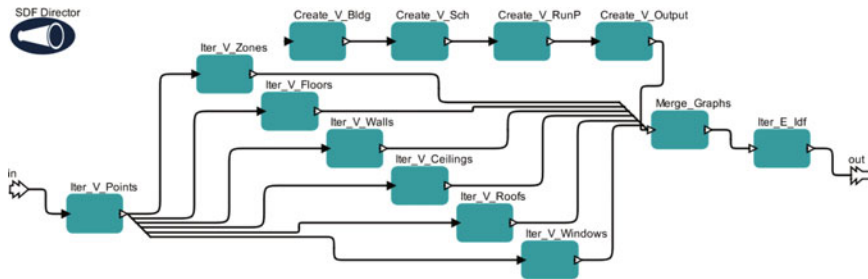 SDF Director
Create_V_Bldg
Create_V_Sch
Create_V_RunP
Create_V_Output
Iter_V_Zones
Iter_V_Floors
Iter_V_Walls
Merge_Graphs
Iter_E_Idf
Iter_V_Ceilings
in
out
Iter_V_Points
Iter_V_Roofs
Iter_V_Windows